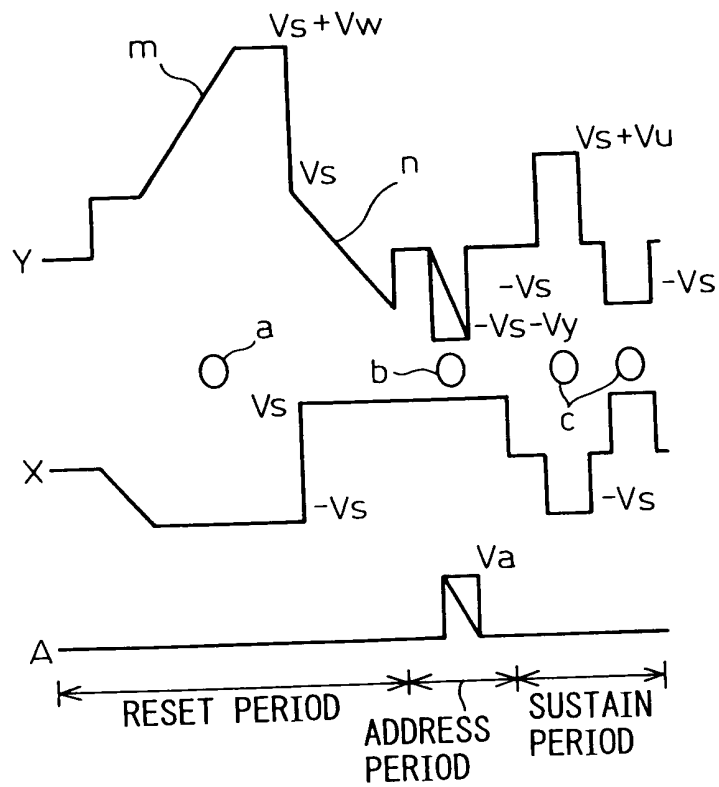 Vs+Vw
m
Vs+Vu
Vs
n
Y
-Vs
-Vs
-Vs-Vy
a
b
Vs
c
X
-Vs
-Vs
Va
A
RESET PERIOD
ADDRESS
PERIOD
SUSTAIN
PERIOD